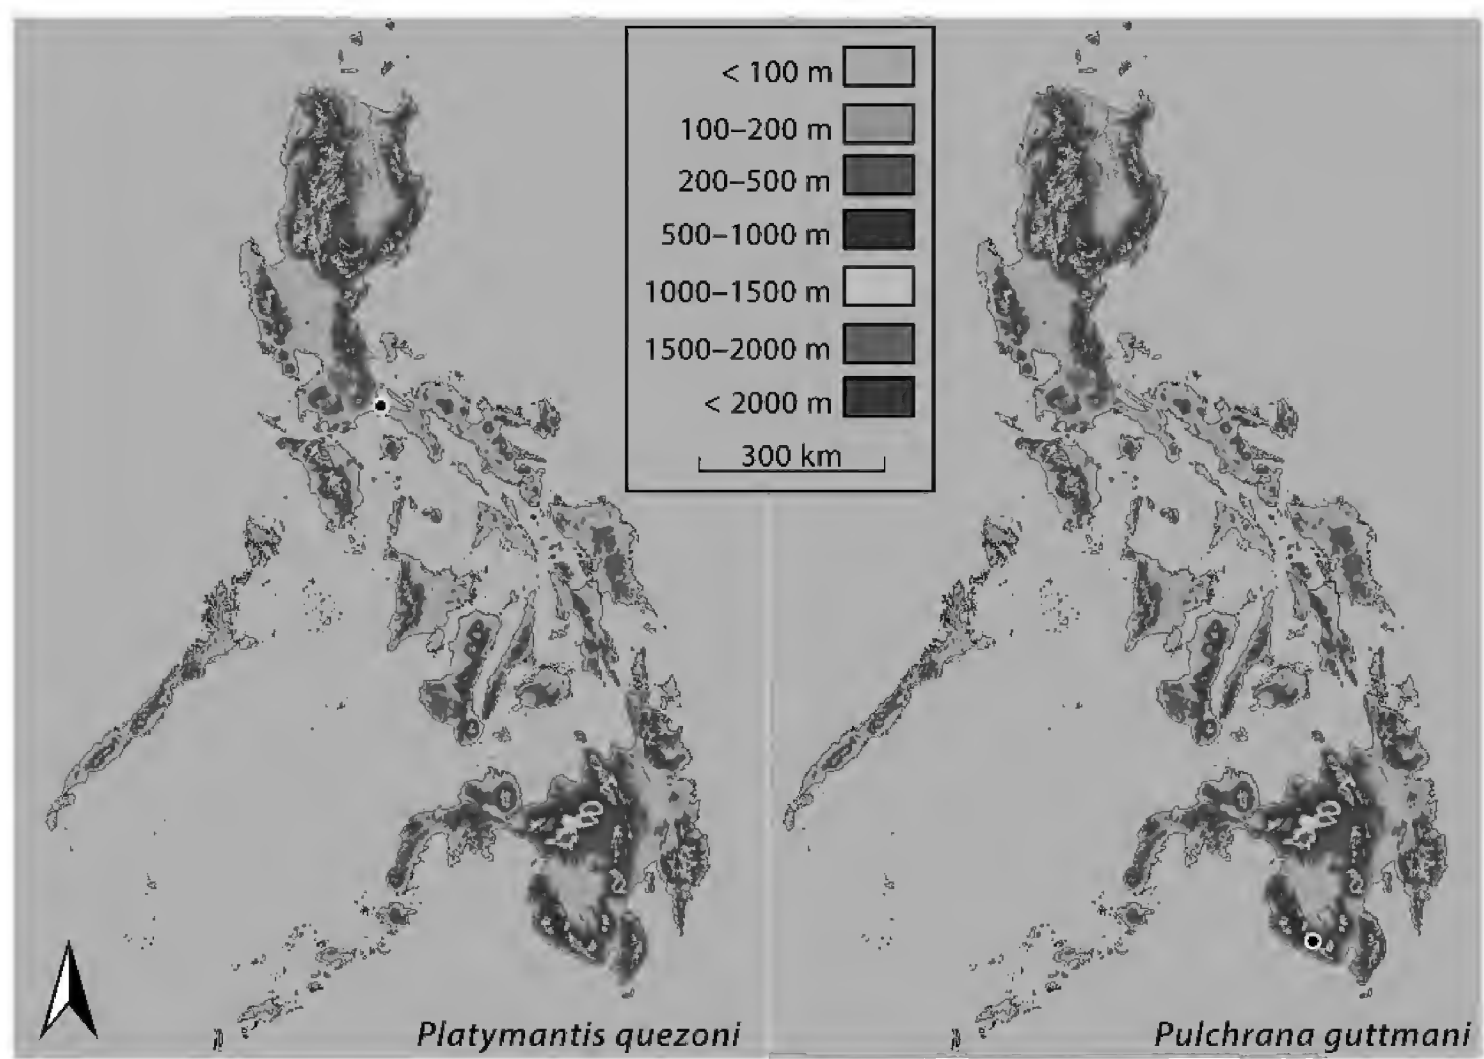 < 100 m
100–200 m
200–500 m
500–1000 m
1000–1500 m
1500–2000 m
< 2000 m
300 km
Platymantis quezoni
Pulchrana guttmani